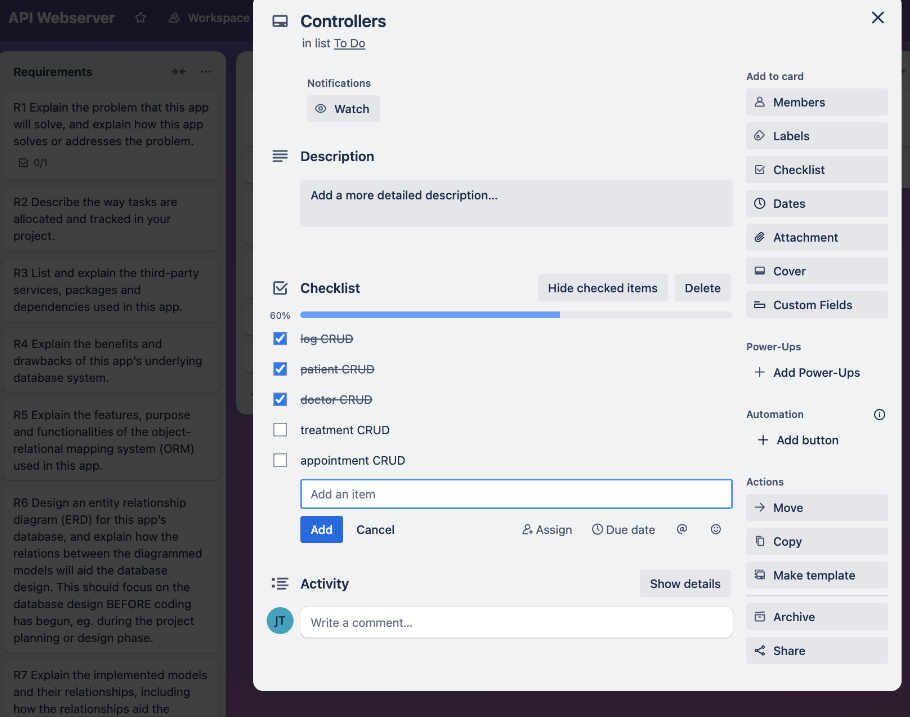 API Webserver
Workspace
Requirements
R1 Explain the problem that this app
will solve, and explain how this app
solves or addresses the problem.
0/1
R2 Describe the way tasks are
allocated and tracked in your
project.
R3 List and explain the third-party
services, packages and
dependencies used in this app.
R4 Explain the benefits and
drawbacks of this app's underlying
database system.
R5 Explain the features, purpose
and functionalities of the object-
relational mapping system (ORM)
used in this app.
R6 Design an entity relationship
diagram (ERD) for this app's
database, and explain how the
relations between the diagrammed
models will aid the database
design. This should focus on the
database design BEFORE coding
has begun, eg. during the project
planning or design phase.
R7 Explain the implemented models
and their relationships, including
how the relationships aid the
Controllers
in list To Do
Notifications
Watch
Description
Add a more detailed description...
Checklist
Hide checked items
Delete
60%
log CRUD
patient CRUD
doctor CRUD
treatment CRUD
appointment CRUD
Add an item
Add
Cancel
Assign
Due date
@
Activity
Show details
JT
Write a comment...
Add to card
Members
Labels
Checklist
Dates
Attachment
Cover
Custom Fields
Power-Ups
+ Add Power-Ups
Automation
+ Add button
Actions
Move
Copy
Make template
Archive
Share